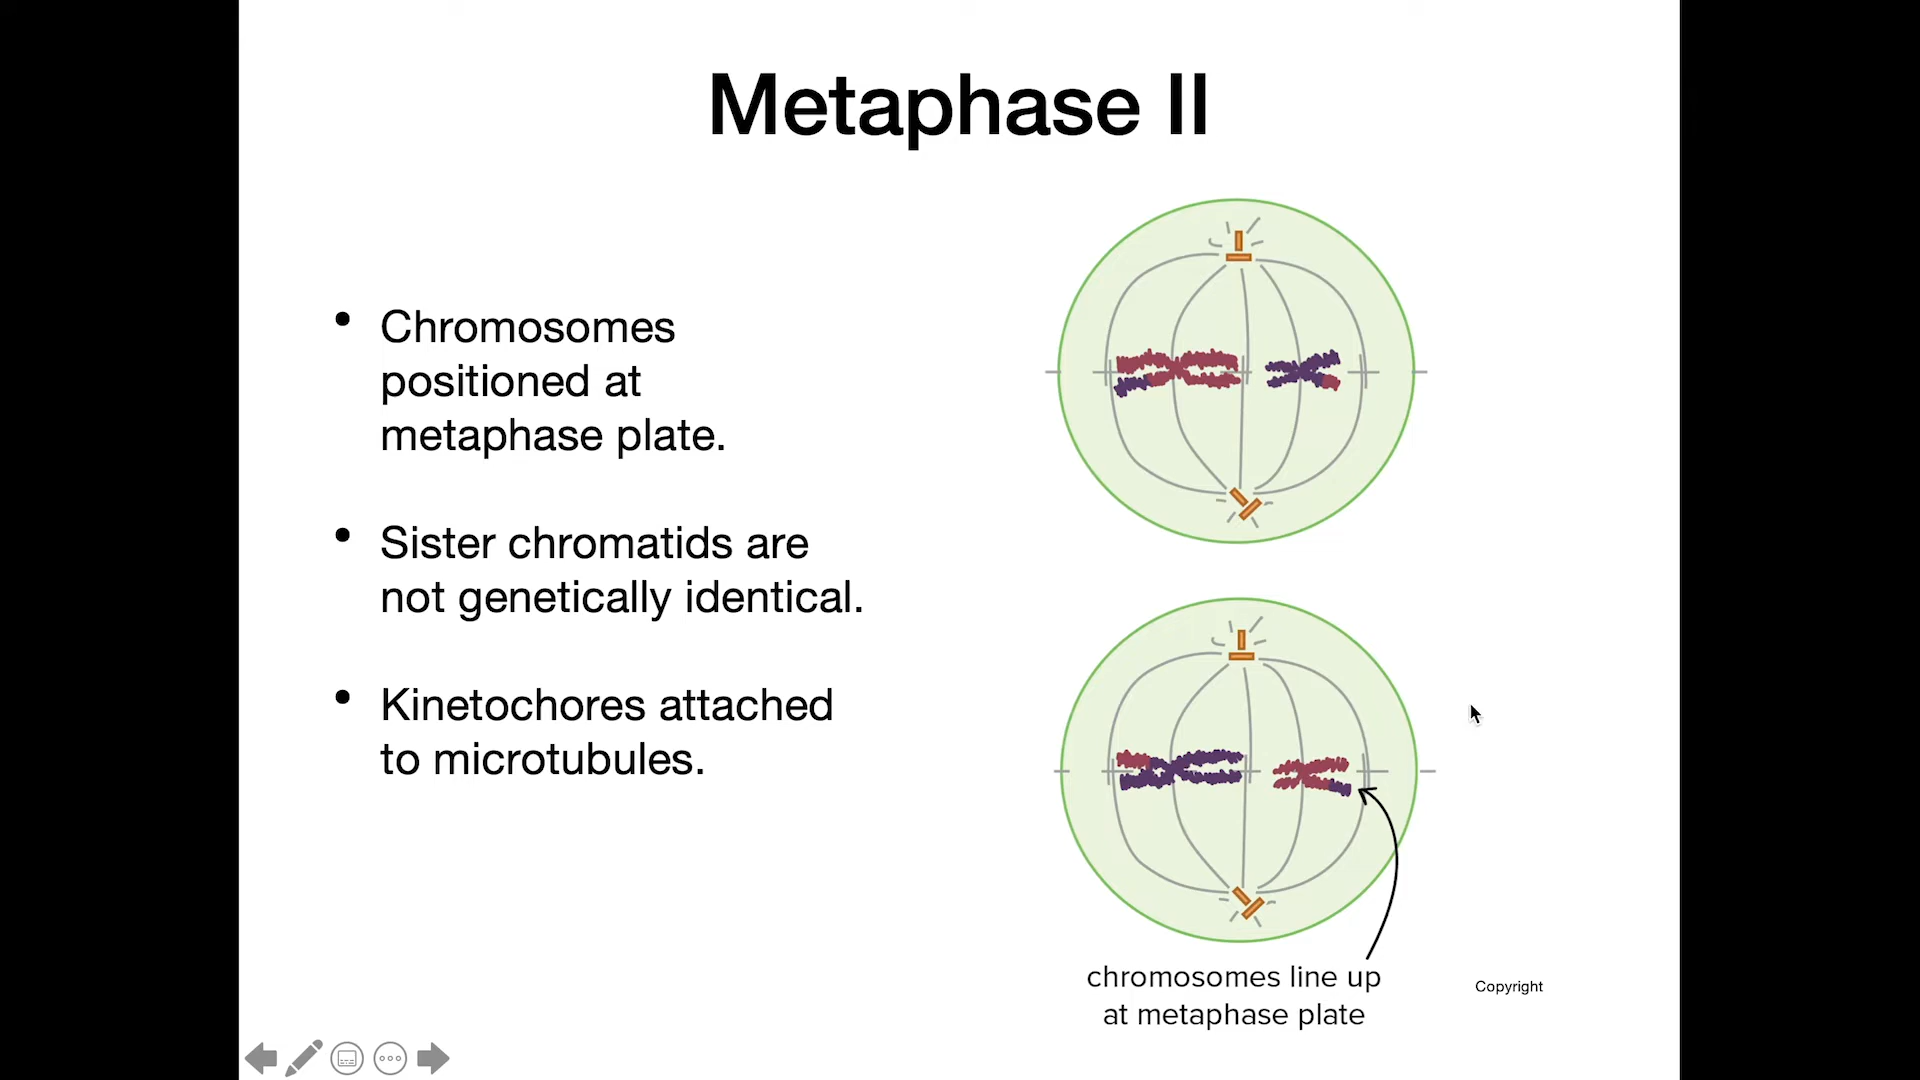 Metaphase II
• Chromosomes
positioned at
metaphase plate.
• Sister chromatids are
not genetically identical.
• Kinetochores attached
to microtubules.
chromosomes line up
at metaphase plate
Copyright